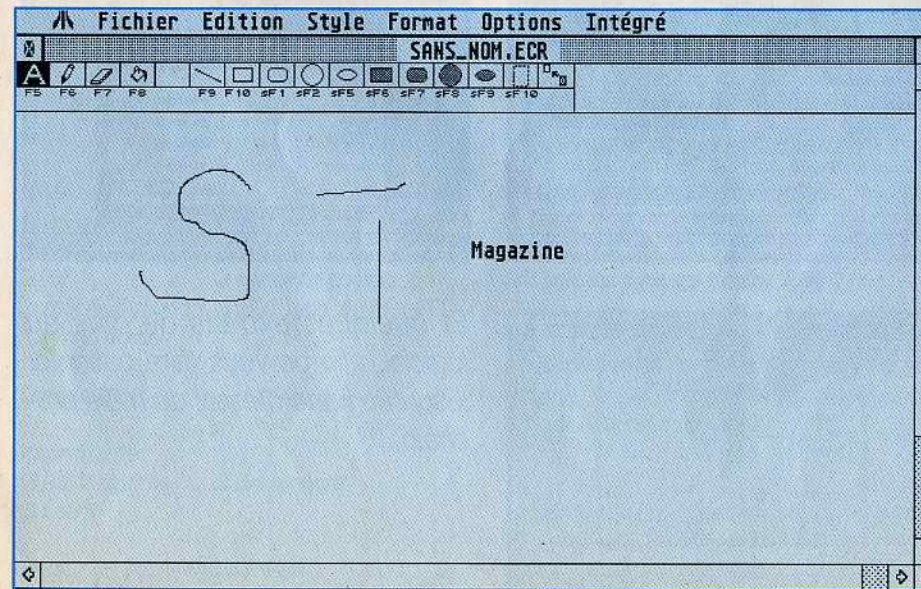 Fichier Edition Style Format Options Intégré
SANS_NOM.ECR
A
F5 F6 F7 F8 F9 F10 sF1 sF2 sF5 sF6 sF7 sF8 sF9 sF10
ST
Magazine